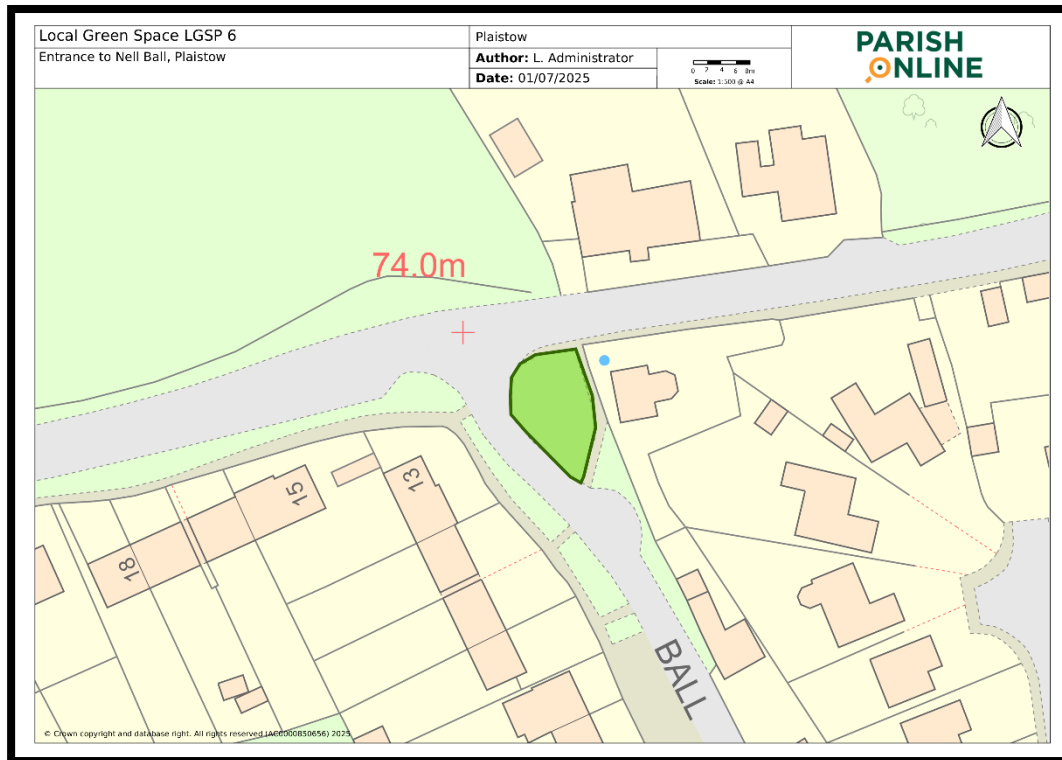 Local Green Space LGSP 6
Entrance to Nell Ball, Plaistow
Plaistow
Author: L. Administrator
Date: 01/07/2025
0 2 4 6 8m
Scale: 1:500 @ A4
PARISH
ONLINE
74.0m
15
13
18
BALL
© Crown copyright and database right. All rights reserved (AC0000850656) 2025